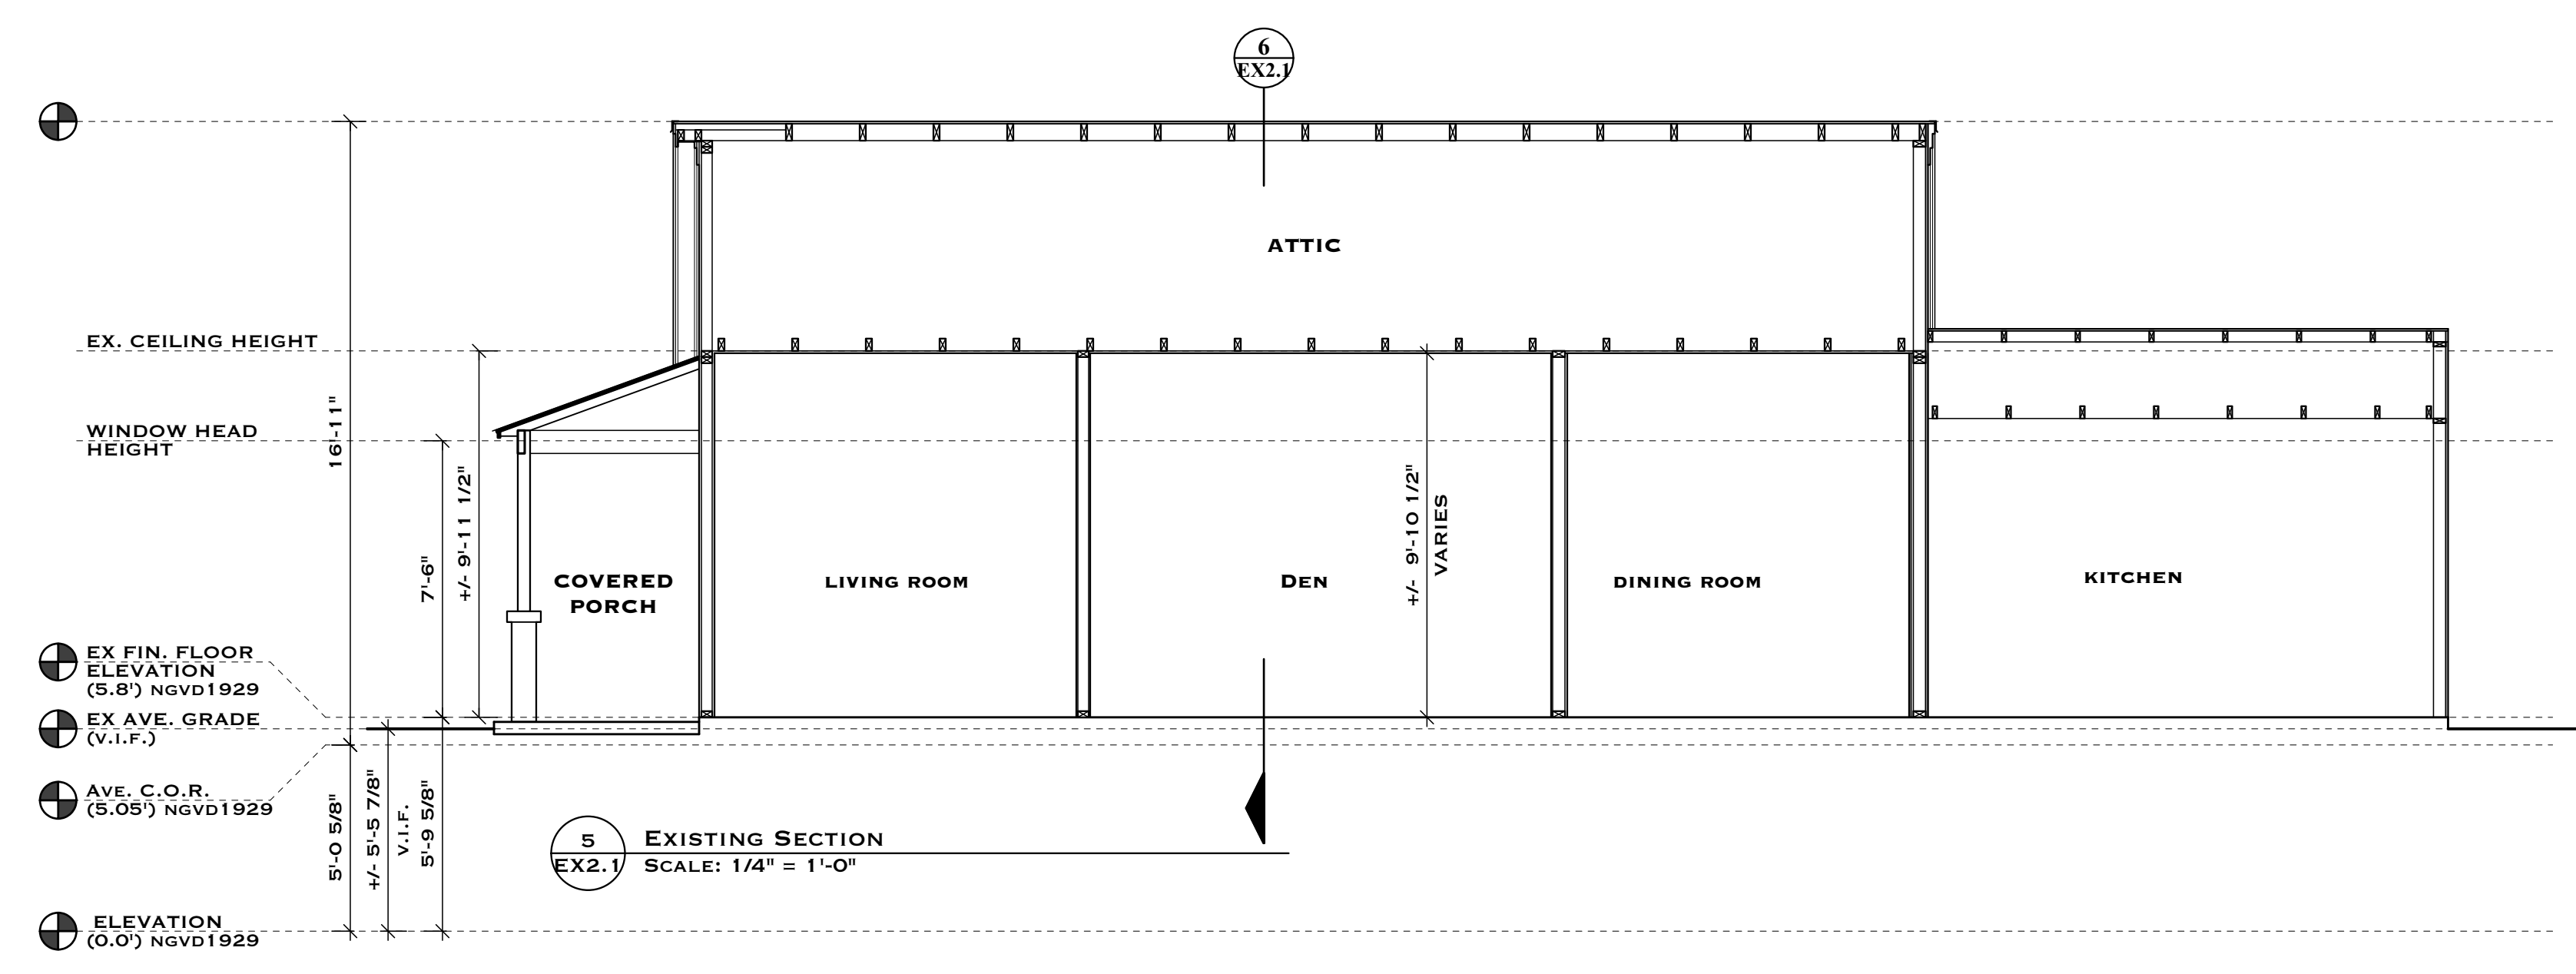 6
EX2.1
ATTIC
EX. CEILING HEIGHT
WINDOW HEAD
HEIGHT
16'-11"
7'-6"
+/- 9'-11 1/2"
+/- 9'-10 1/2"
VARIES
COVERED
PORCH
LIVING ROOM
DEN
DINING ROOM
KITCHEN
EX FIN. FLOOR
ELEVATION
(5.8') NGVD1929
EX AVE. GRADE
(V.I.F.)
AVE. C.O.R.
(5.05') NGVD1929
5'-0 5/8"
+/- 5'-5 7/8"
V.I.F.
5'-9 5/8"
5
EX2.1
EXISTING SECTION
SCALE: 1/4" = 1'-0"
ELEVATION
(0.0') NGVD1929